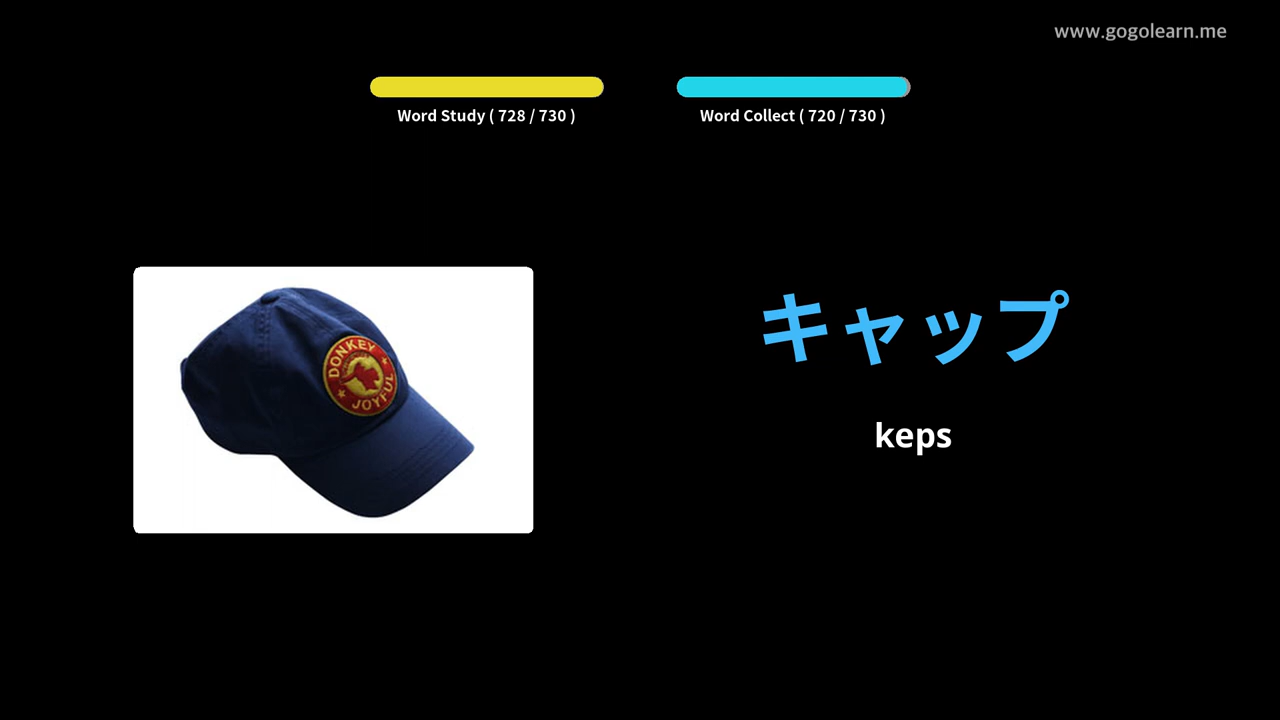 www.gogolearn.me
Word Study ( 728 / 730 )
Word Collect ( 720 / 730 )
DONKEY
JOYFUL
キャップ
keps